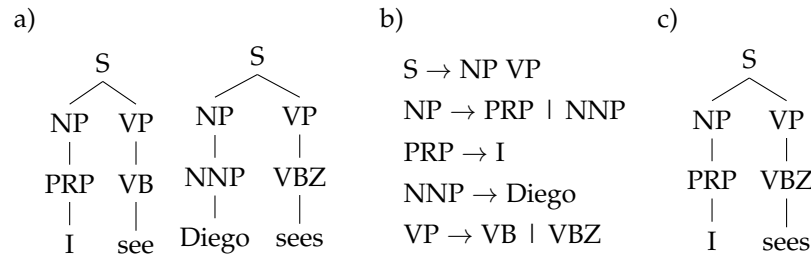 a)
S
NP VP
PRP VB
I see
S
NP VP
NNP VBZ
Diego sees
b)
S → NP VP
NP → PRP | NNP
PRP → I
NNP → Diego
VP → VB | VBZ
c)
S
NP VP
PRP VBZ
I sees